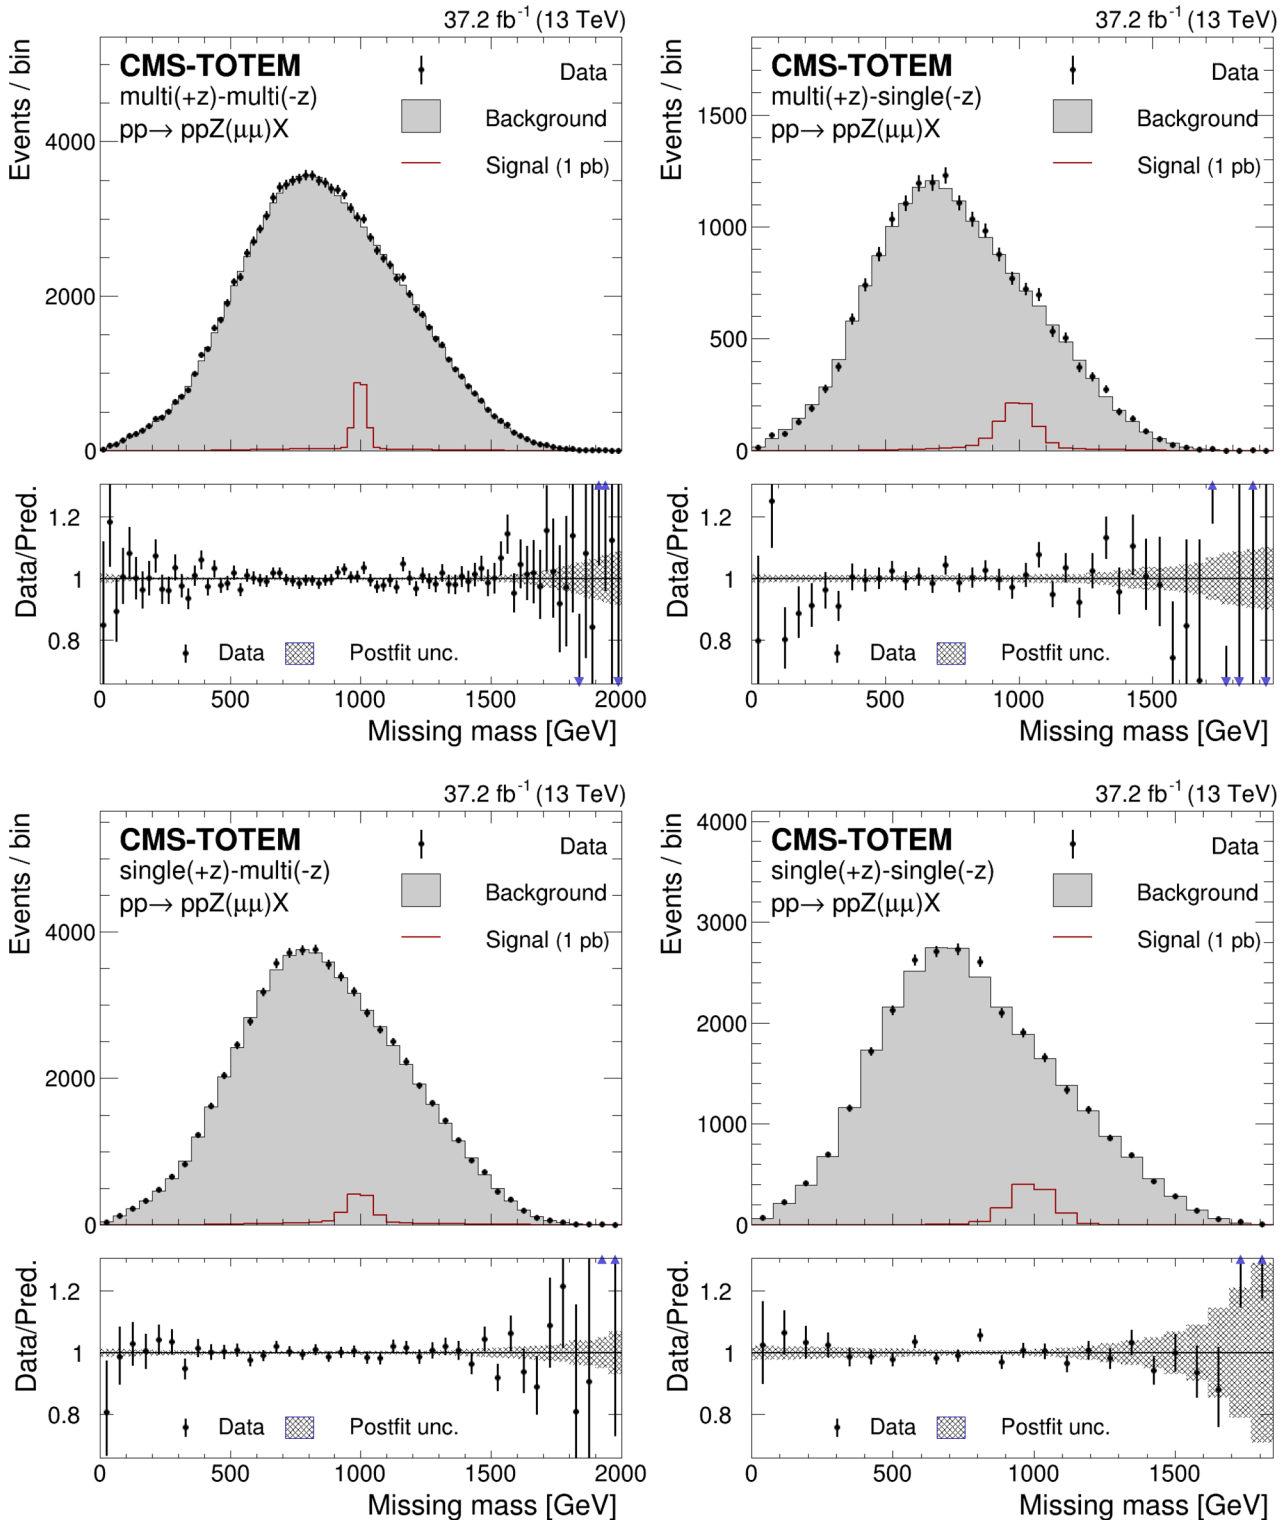 37.2 fb⁻¹ (13 TeV)
CMS-TOTEM
multi(+z)-multi(-z)
pp→ ppZ(μμ)X
Data
Background
Signal (1 pb)
Events / bin
4000
2000
0
Data/Pred.
1.2
1
0.8
Data
Postfit unc.
0 500 1000 1500 2000
Missing mass [GeV]
37.2 fb⁻¹ (13 TeV)
CMS-TOTEM
multi(+z)-single(-z)
pp→ ppZ(μμ)X
Data
Background
Signal (1 pb)
Events / bin
1500
1000
500
0
Data/Pred.
1.2
1
0.8
Data
Postfit unc.
0 500 1000 1500
Missing mass [GeV]
37.2 fb⁻¹ (13 TeV)
CMS-TOTEM
single(+z)-multi(-z)
pp→ ppZ(μμ)X
Data
Background
Signal (1 pb)
Events / bin
4000
2000
0
Data/Pred.
1.2
1
0.8
Data
Postfit unc.
0 500 1000 1500 2000
Missing mass [GeV]
37.2 fb⁻¹ (13 TeV)
CMS-TOTEM
single(+z)-single(-z)
pp→ ppZ(μμ)X
Data
Background
Signal (1 pb)
Events / bin
4000
3000
2000
1000
0
Data/Pred.
1.2
1
0.8
Data
Postfit unc.
0 500 1000 1500
Missing mass [GeV]